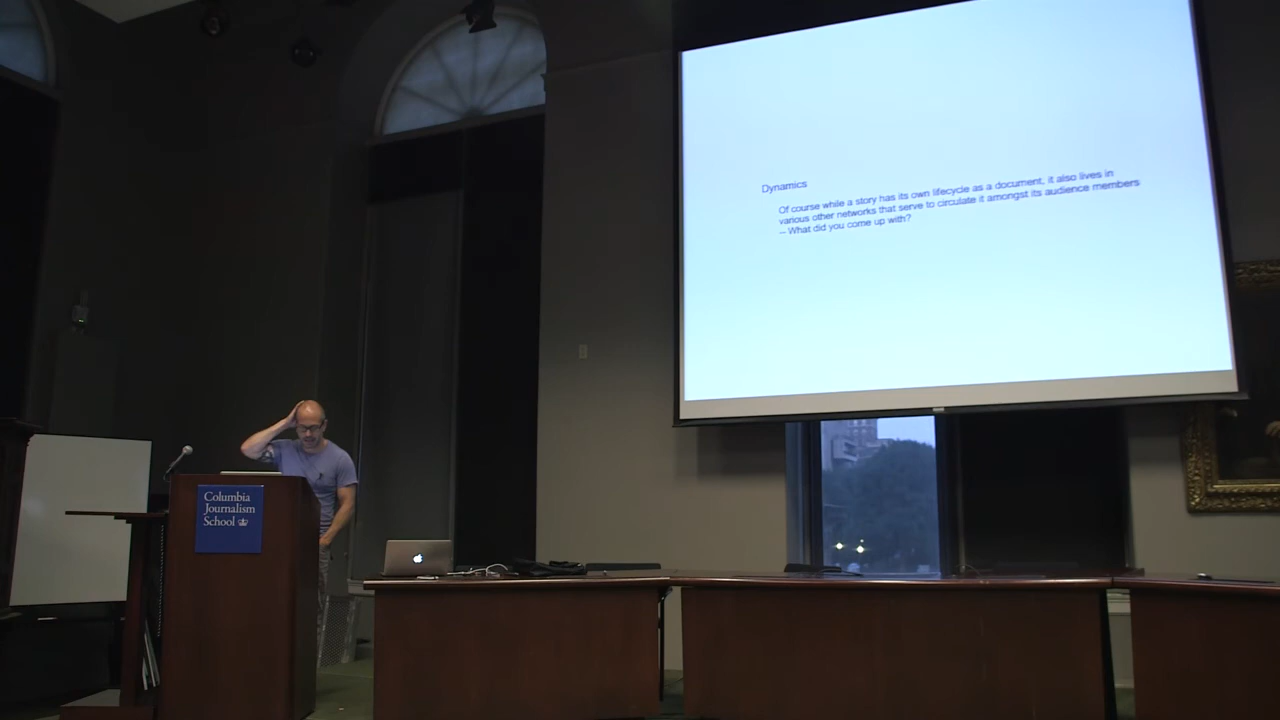 Dynamics
Of course while a story has its own lifecycle as a document, it also lives in
various other networks that serve to circulate it amongst its audience members
-- What did you come up with?
Columbia
Journalism
School